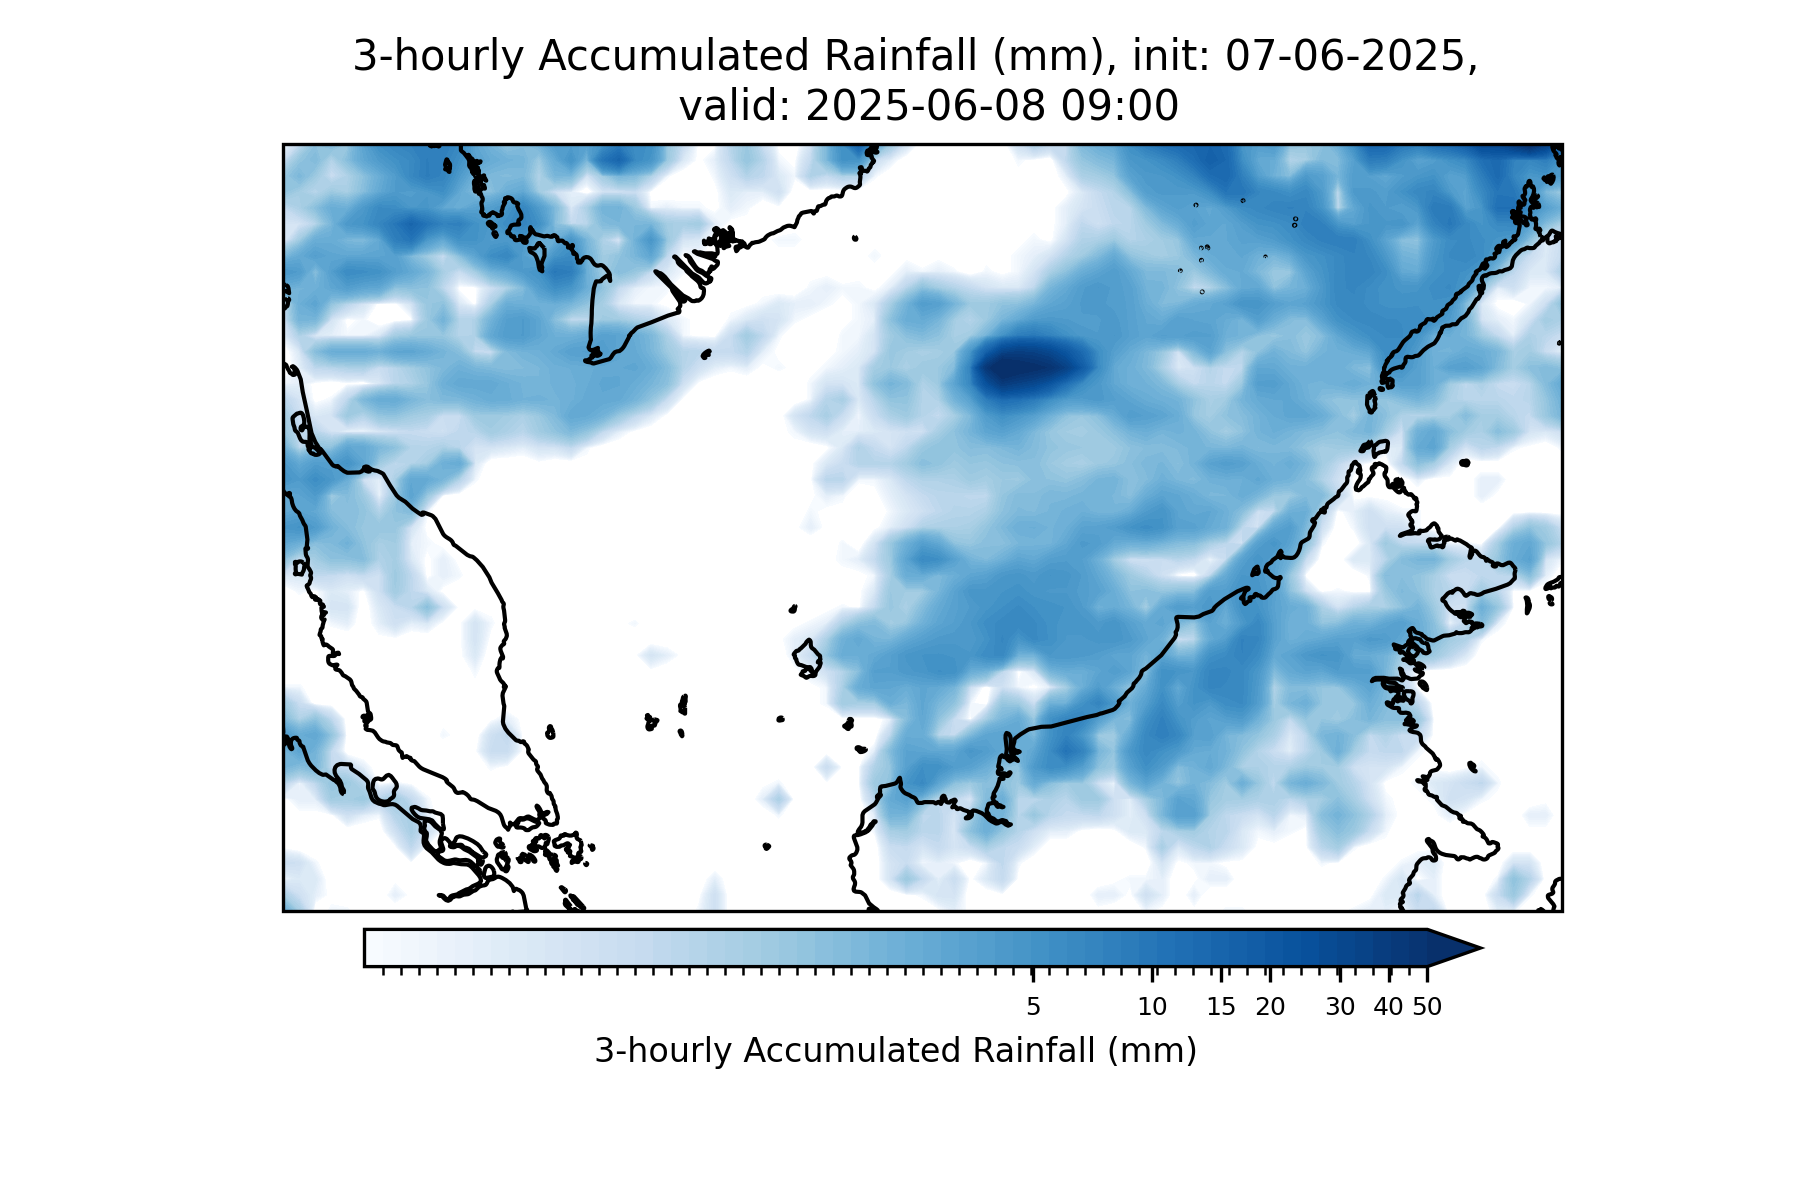 3-hourly Accumulated Rainfall (mm), init: 07-06-2025,
valid: 2025-06-08 09:00
5 10 15 20 30 40 50
3-hourly Accumulated Rainfall (mm)